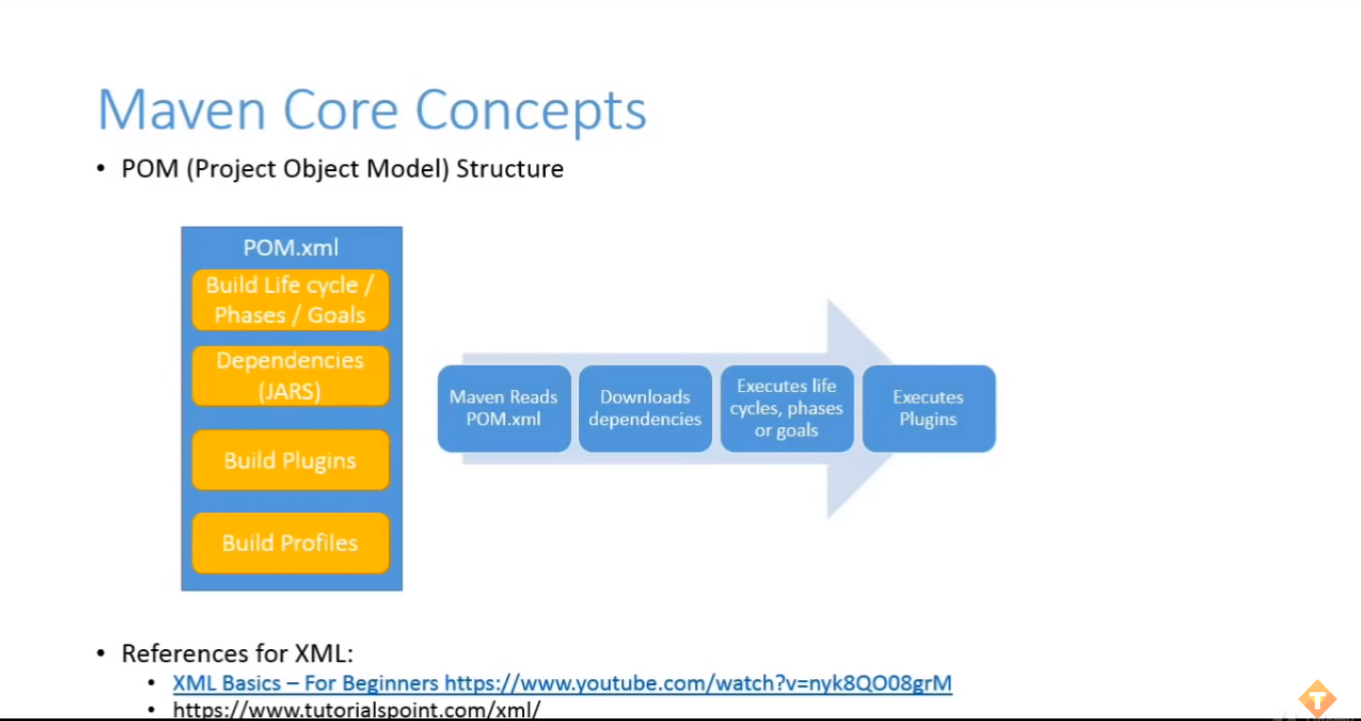 Maven Core Concepts
• POM (Project Object Model) Structure
POM.xml
Build Life cycle /
Phases / Goals
Dependencies
(JARS)
Build Plugins
Build Profiles
Maven Reads
POM.xml
Downloads
dependencies
Executes life
cycles, phases
or goals
Executes
Plugins
• References for XML:
• XML Basics – For Beginners https://www.youtube.com/watch?v=nyk8QO08grM
• https://www.tutorialspoint.com/xml/
T